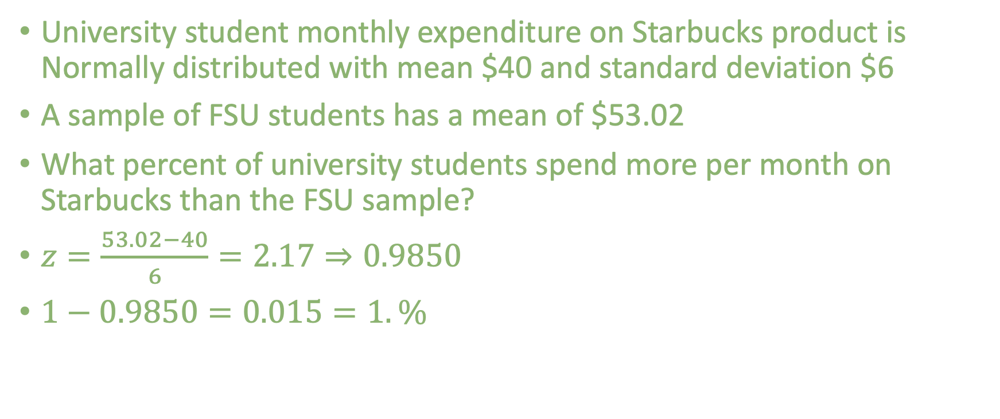 • University student monthly expenditure on Starbucks product is
Normally distributed with mean $40 and standard deviation $6
• A sample of FSU students has a mean of $53.02
• What percent of university students spend more per month on
Starbucks than the FSU sample?
• z = \frac{53.02−40}{6} = 2.17 ⇒ 0.9850
• 1 − 0.9850 = 0.015 = 1. %